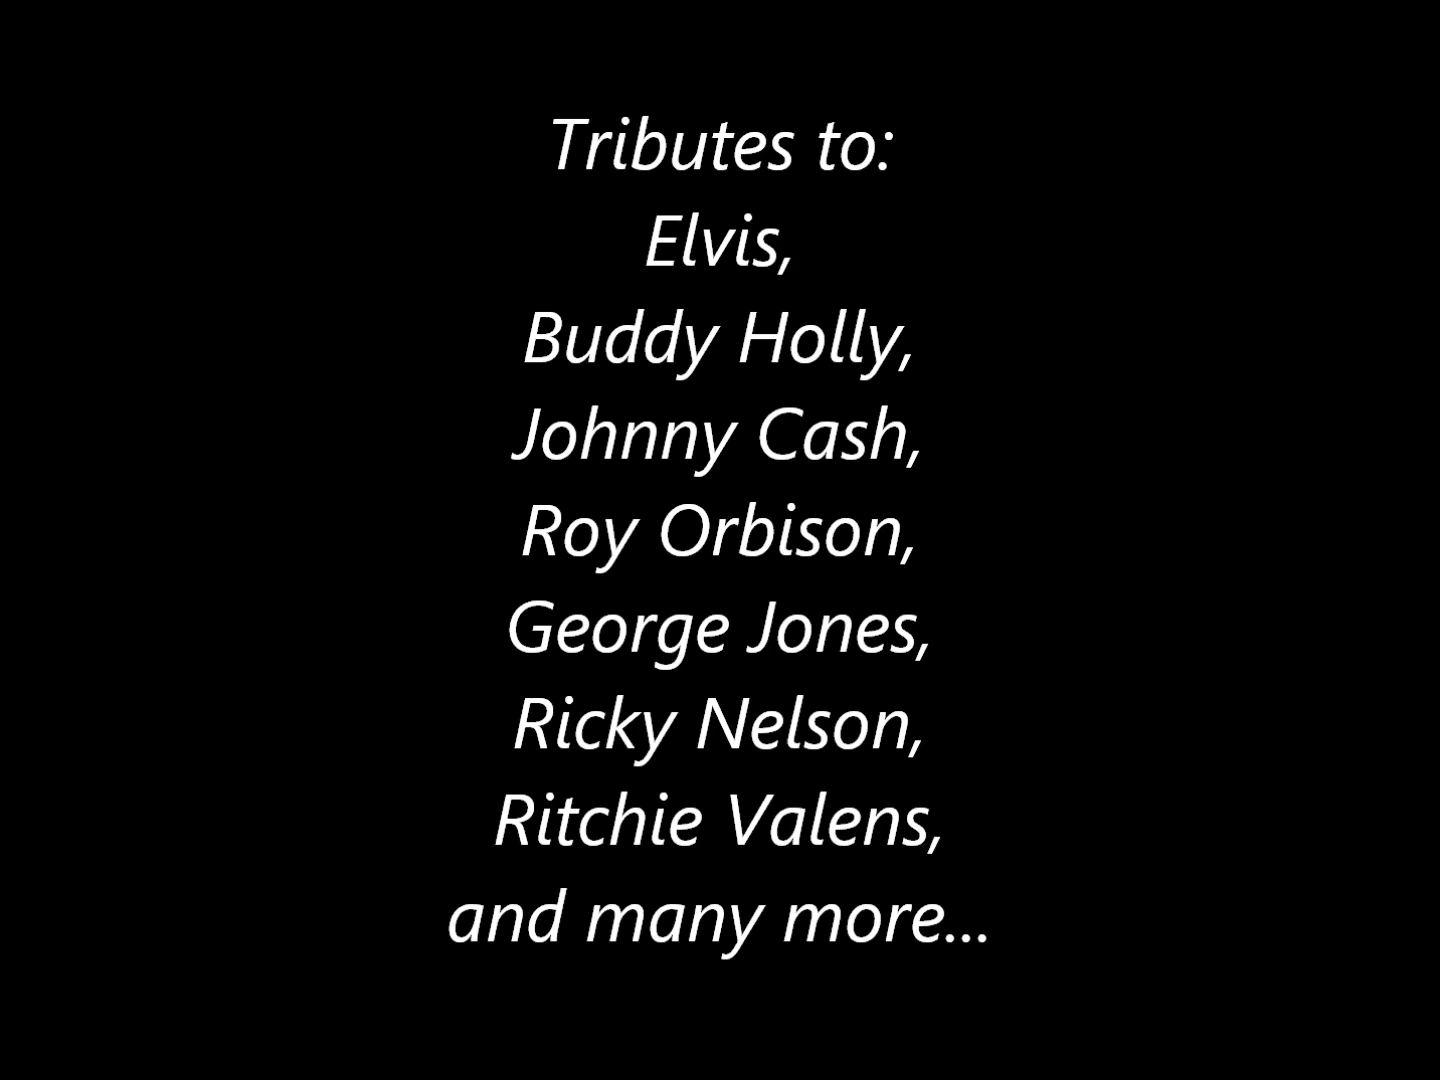 Tributes to:
Elvis,
Buddy Holly,
Johnny Cash,
Roy Orbison,
George Jones,
Ricky Nelson,
Ritchie Valens,
and many more...